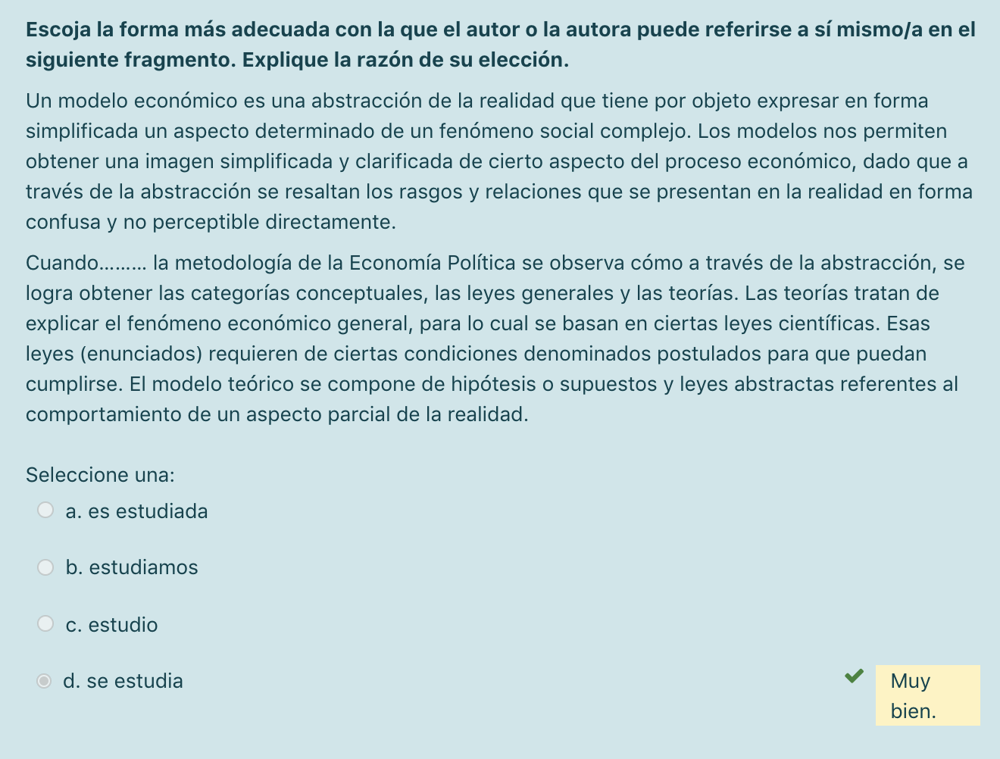 Escoja la forma más adecuada con la que el autor o la autora puede referirse a sí mismo/a en el
siguiente fragmento. Explique la razón de su elección.
Un modelo económico es una abstracción de la realidad que tiene por objeto expresar en forma
simplificada un aspecto determinado de un fenómeno social complejo. Los modelos nos permiten
obtener una imagen simplificada y clarificada de cierto aspecto del proceso económico, dado que a
través de la abstracción se resaltan los rasgos y relaciones que se presentan en la realidad en forma
confusa y no perceptible directamente.
Cuando......... la metodología de la Economía Política se observa cómo a través de la abstracción, se
logra obtener las categorías conceptuales, las leyes generales y las teorías. Las teorías tratan de
explicar el fenómeno económico general, para lo cual se basan en ciertas leyes científicas. Esas
leyes (enunciados) requieren de ciertas condiciones denominados postulados para que puedan
cumplirse. El modelo teórico se compone de hipótesis o supuestos y leyes abstractas referentes al
comportamiento de un aspecto parcial de la realidad.
Seleccione una:
a. es estudiada
b. estudiamos
c. estudio
d. se estudia
Muy
bien.